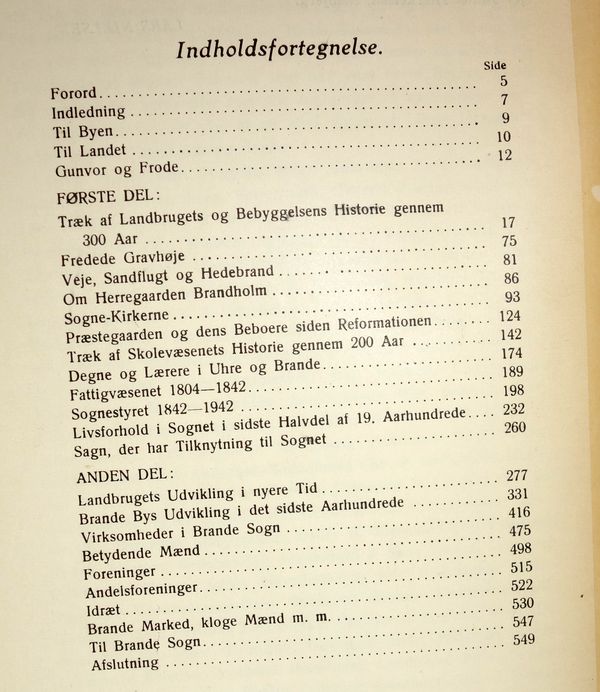 Indholdsfortegnelse.
Side
Forord........................................ 5
Indledning........................................ 7
Til Byen........................................ 9
Til Landet........................................ 10
Gunvor og Frode........................................ 12
FØRSTE DEL:
Træk af Landbrugets og Bebyggelsens Historie gennem
300 Aar........................................ 17
Fredede Gravhøje........................................ 75
Veje, Sandflugt og Hedebrand........................................ 81
Om Herregaarden Brandholm........................................ 86
Sogne-Kirkerne........................................ 93
Præstegaarden og dens Beboere siden Reformationen........ 124
Træk af Skolevæsenets Historie gennem 200 Aar............ 142
Degne og Lærere i Uhre og Brande........................ 174
Fattigvæsenet 1804—1842........................................ 189
Sognestyret 1842—1942........................................ 198
Livsforhold i Sognet i sidste Halvdel af 19. Aarhundrede.... 232
Sagn, der har Tilknytning til Sognet.................... 260
ANDEN DEL:
Landbrugets Udvikling i nyere Tid........................ 277
Brande Bys Udvikling i det sidste Aarhundrede............ 331
Virksomheder i Brande Sogn........................................ 416
Betydende Mænd........................................ 475
Foreninger........................................ 498
Andelsforeninger........................................ 515
Idræt........................................ 522
Brande Marked, kloge Mænd m. m......................... 530
Til Brande Sogn........................................ 547
Afslutning........................................ 549